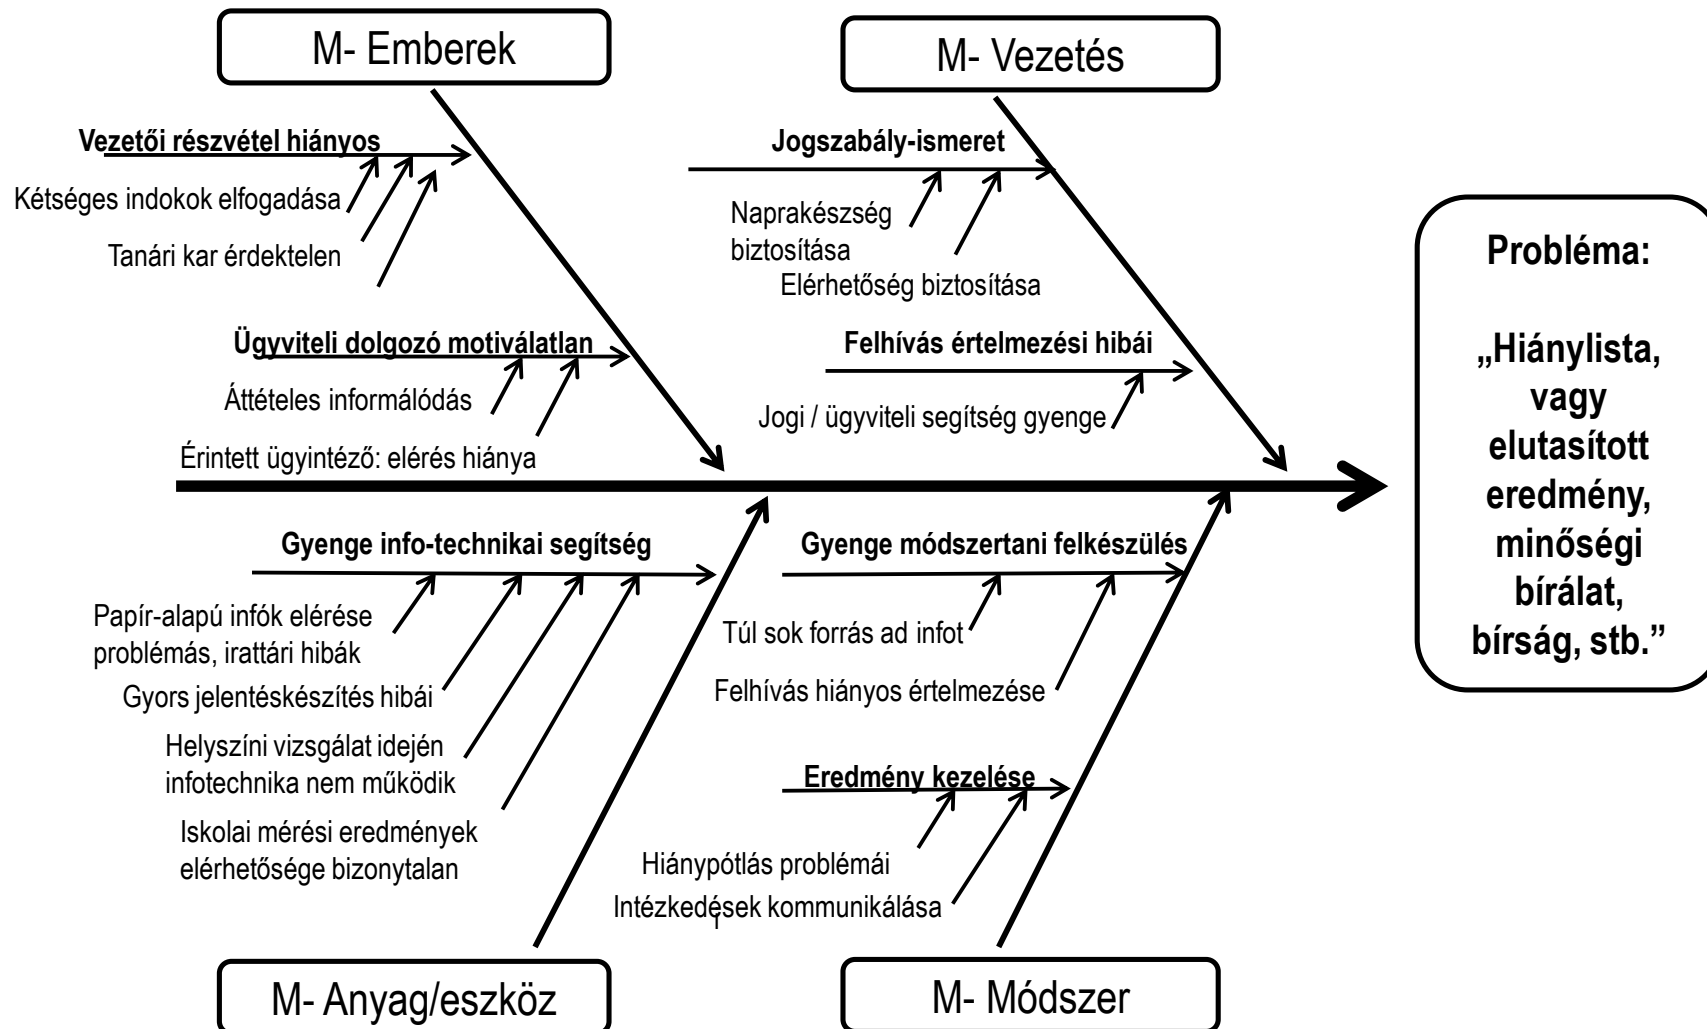 M- Emberek
M- Vezetés
Vezetői részvétel hiányos
Kétséges indokok elfogadása
Tanári kar érdektelen
Ügyviteli dolgozó motiválatlan
Áttételes informálódás
Érintett ügyintéző: elérés hiánya
Jogszabály-ismeret
Naprakészség
biztosítása
Elérhetőség biztosítása
Felhívás értelmezési hibái
Jogi / ügyviteli segítség gyenge
Probléma:
„Hiánylista,
vagy
elutasított
eredmény,
minőségi
bírálat,
bírság, stb.”
Gyenge info-technikai segítség
Papír-alapú infók elérése
problémás, irattári hibák
Gyors jelentéskészítés hibái
Helyszíni vizsgálat idején
infotechnika nem működik
Iskolai mérési eredmények
elérhetősége bizonytalan
Gyenge módszertani felkészülés
Túl sok forrás ad infot
Felhívás hiányos értelmezése
Eredmény kezelése
Hiánypótlás problémái
Intézkedések kommunikálása
M- Anyag/eszköz
M- Módszer